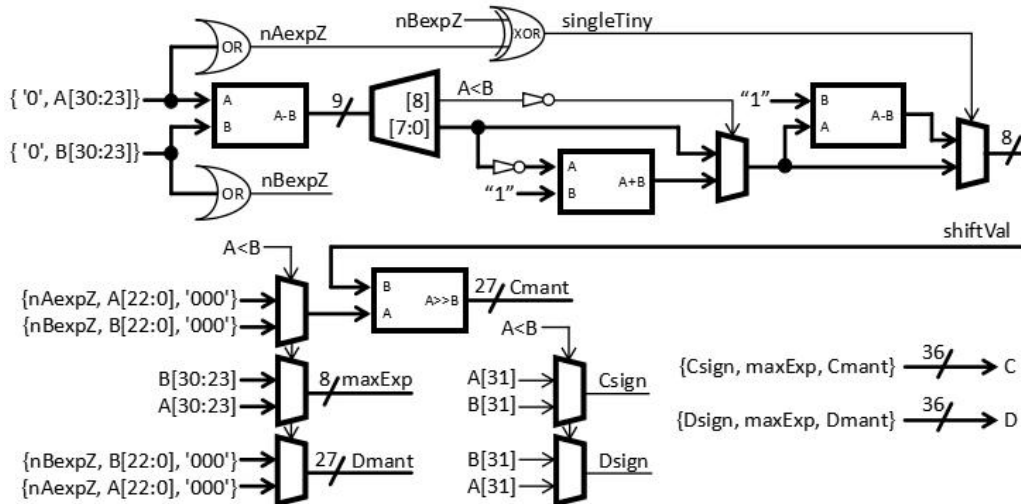 nBexpZ singleTiny
OR nAexpZ XOR
{ '0', A[30:23]} A B A-B 9 [8] [7:0] A<B "1" B A A-B 8
{ '0', B[30:23]} OR nBexpZ "1" A B A+B
shiftVal
A<B
{nAexpZ, A[22:0], '000'} B A A>>B 27 Cmant
{nBexpZ, B[22:0], '000'} A<B
B[30:23] 8 maxExp A[31] Csign {Csign, maxExp, Cmant} 36 C
A[30:23] B[31]
{Dsign, maxExp, Dmant} 36 D
{nBexpZ, B[22:0], '000'} 27 Dmant B[31] Dsign
{nAexpZ, A[22:0], '000'} A[31]